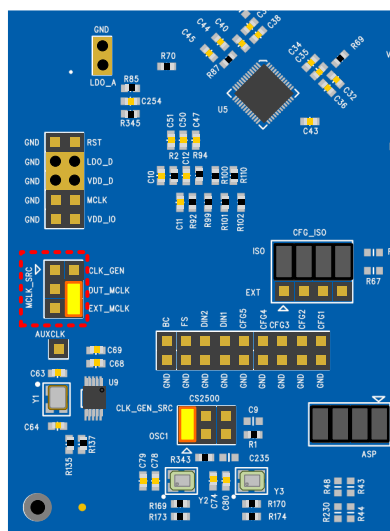 GND
LDO_A
R70
R85
C254
R345
C45
C44
C40
C38
R87
U5
C34
C35
R69
C32
C36
C43
C51
C50
C47
R2
C12
R94
C10
R100
R110
C11
R92
R99
R101
R102
GND RST
GND LDO_D
GND VDD_D
GND MCLK
GND VDD_IO
MCLK_SRC
CLK_GEN
DUT_MCLK
EXT_MCLK
CFG_ISO
ISO
EXT
R67
AUXCLK
C69
C68
C63
U9
Y1
C64
R135
R137
BC FS DIN1 DIN2 CFG5 CFG4 CFG3 CFG2 CFG1
GND GND GND GND GND GND GND GND GND
CS2500
CLK_GEN_SRC
OSC1
C9
R1
R343
C235
ASP
C79
C78
Y2
C74
C80
Y3
R169
R173
R170
R174
R48
R43
R230
R44